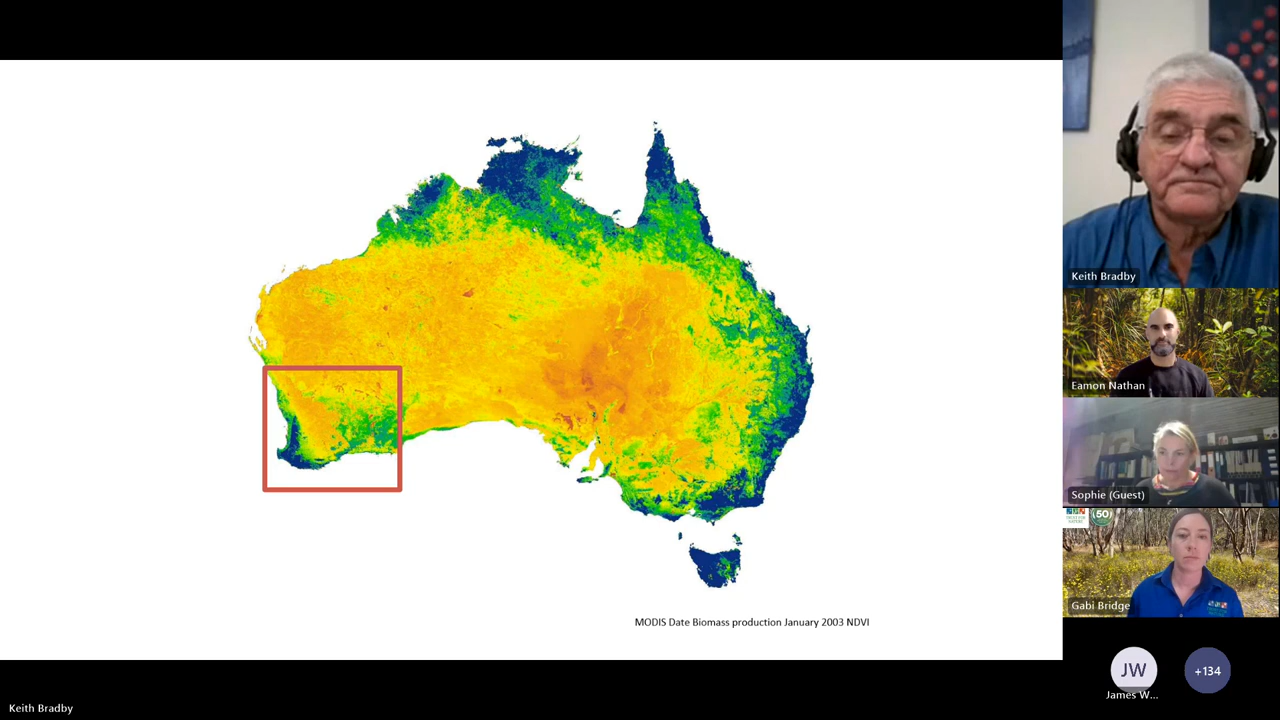 MODIS Date Biomass production January 2003 NDVI
Keith Bradby
Eamon Nathan
Sophie (Guest)
50
Gabi Bridge
JW
James W...
+134
Keith Bradby